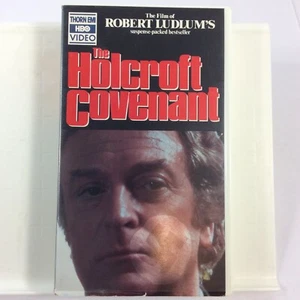 THORN EMI
HBO
VIDEO
The Film of
ROBERT LUDLUM'S
suspense-packed bestseller
The
Holcroft
Covenant